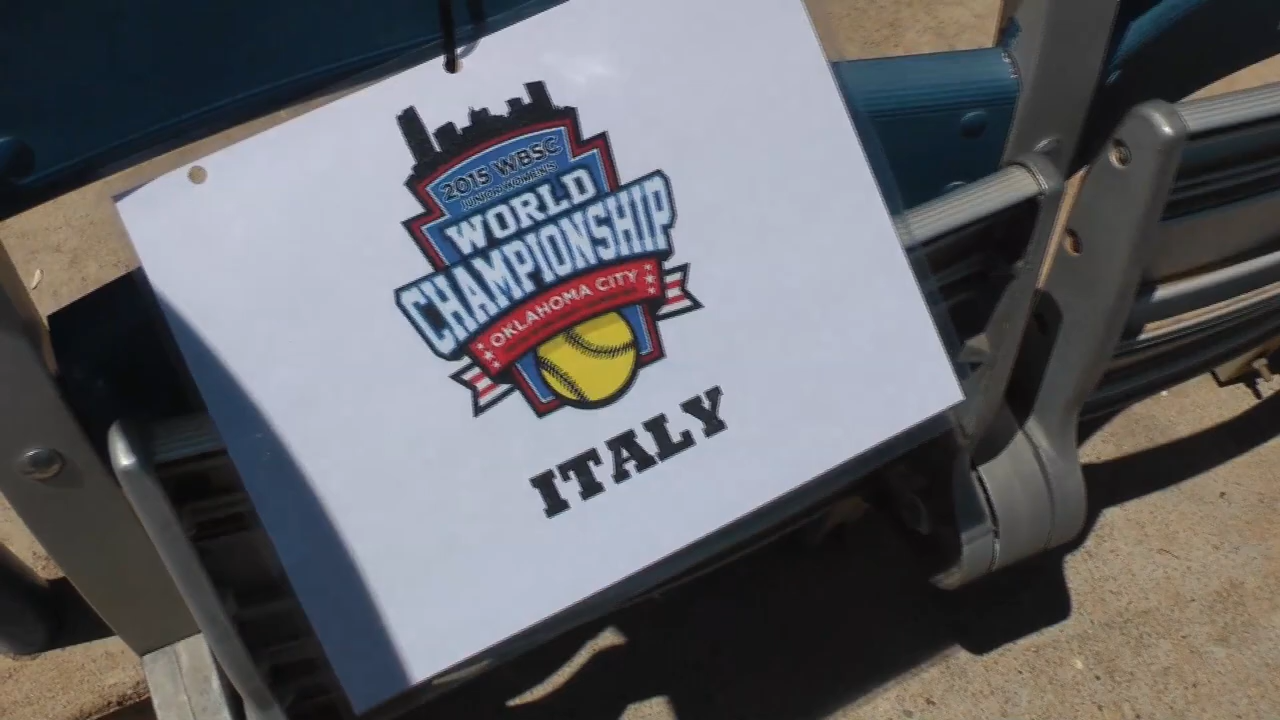 2015 WBSC
JUNIOR WOMEN'S
WORLD
CHAMPIONSHIP
OKLAHOMA CITY
ITALY